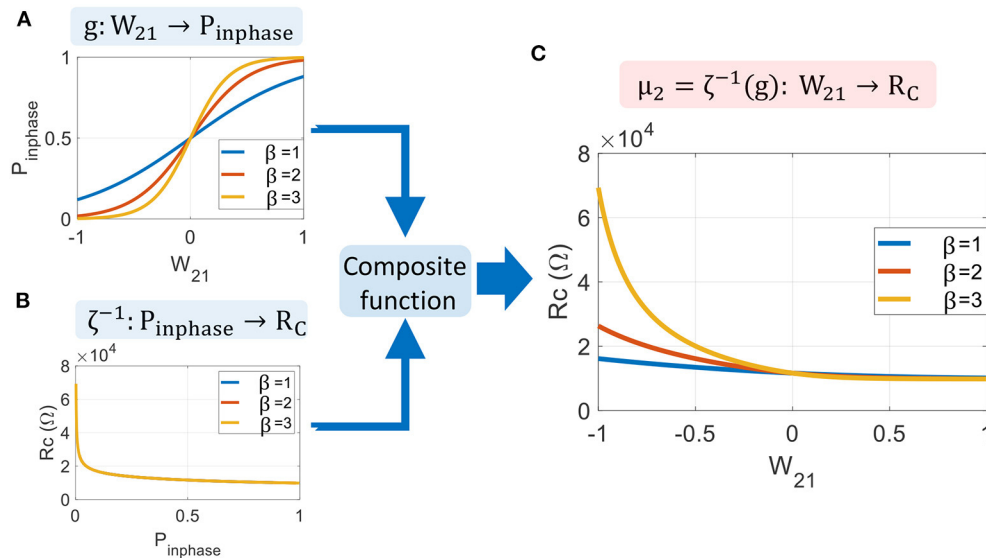 A
g: W21 → Pinphase
Pinphase
1
0.5
0
β =1
β =2
β =3
-1
0
1
W21
B
ζ⁻¹: Pinphase → RC
×10⁴
Rc (Ω)
8
6
4
2
0
β =1
β =2
β =3
0
0.5
1
Pinphase
Composite
function
C
μ2 = ζ⁻¹(g): W21 → RC
×10⁴
Rc (Ω)
8
6
4
2
0
β=1
β=2
β=3
-1
-0.5
0
0.5
1
W21